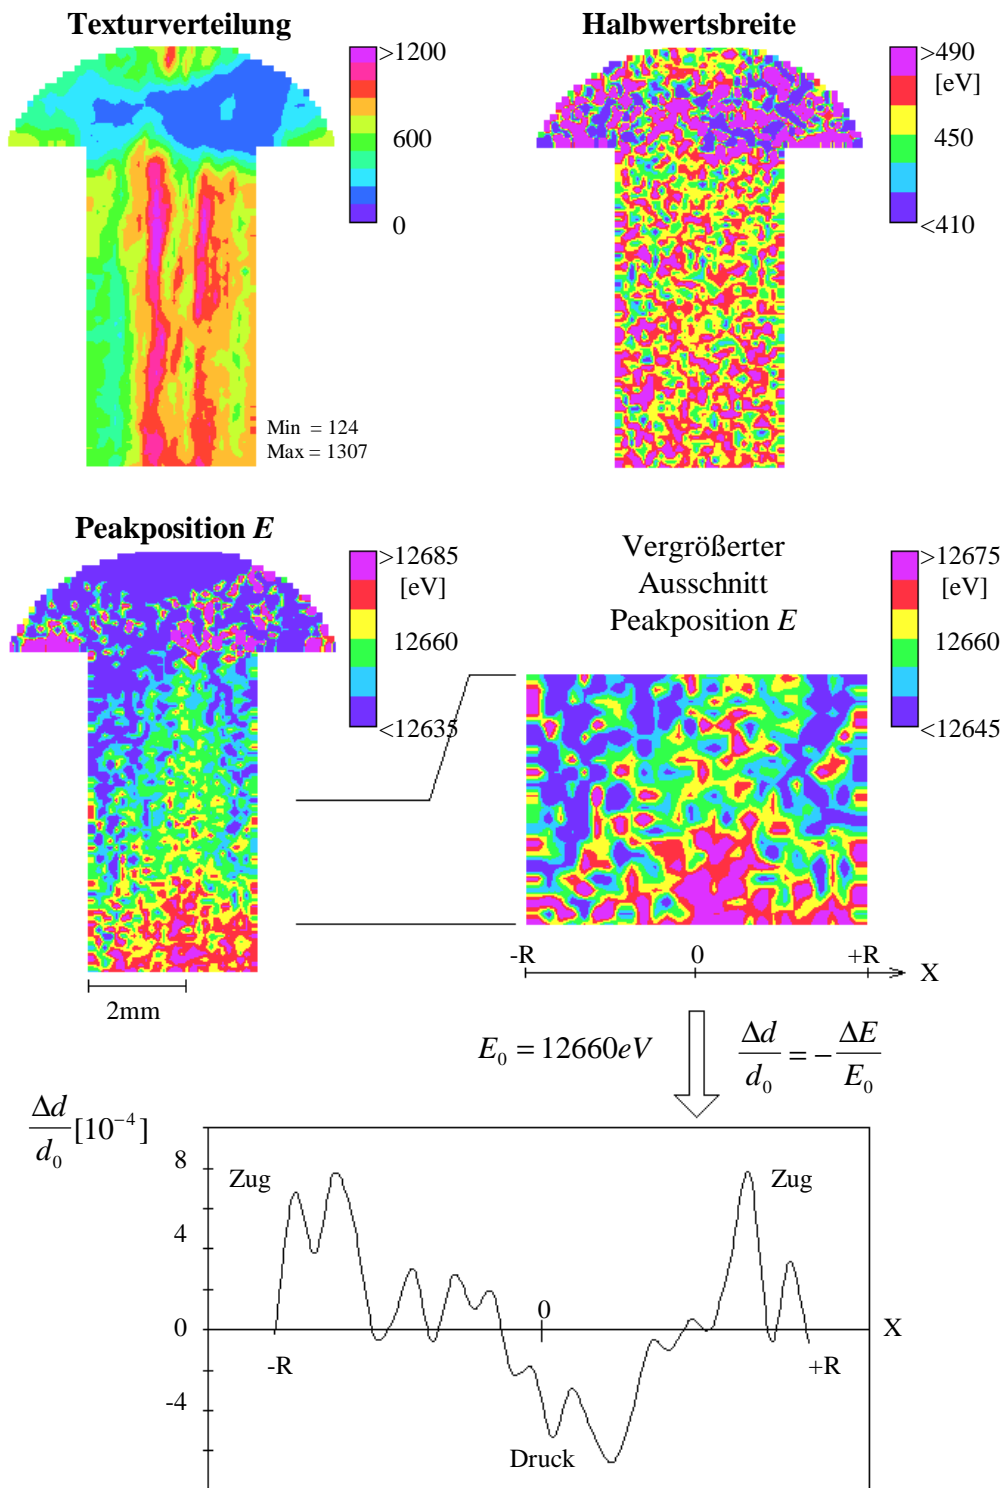 Texturverteilung
>1200
600
0
Min = 124
Max = 1307
Halbwertsbreite
>490
[eV]
450
<410
Peakposition E
>12685
[eV]
12660
<12635
2mm
Vergrößerter
Ausschnitt
Peakposition E
>12675
[eV]
12660
<12645
-R 0 +R X
E₀ = 12660eV
Δd/d₀ = −ΔE/E₀
Δd/d₀ [10⁻⁴]
8
4
0
-4
Zug
Zug
0
X
-R
+R
Druck